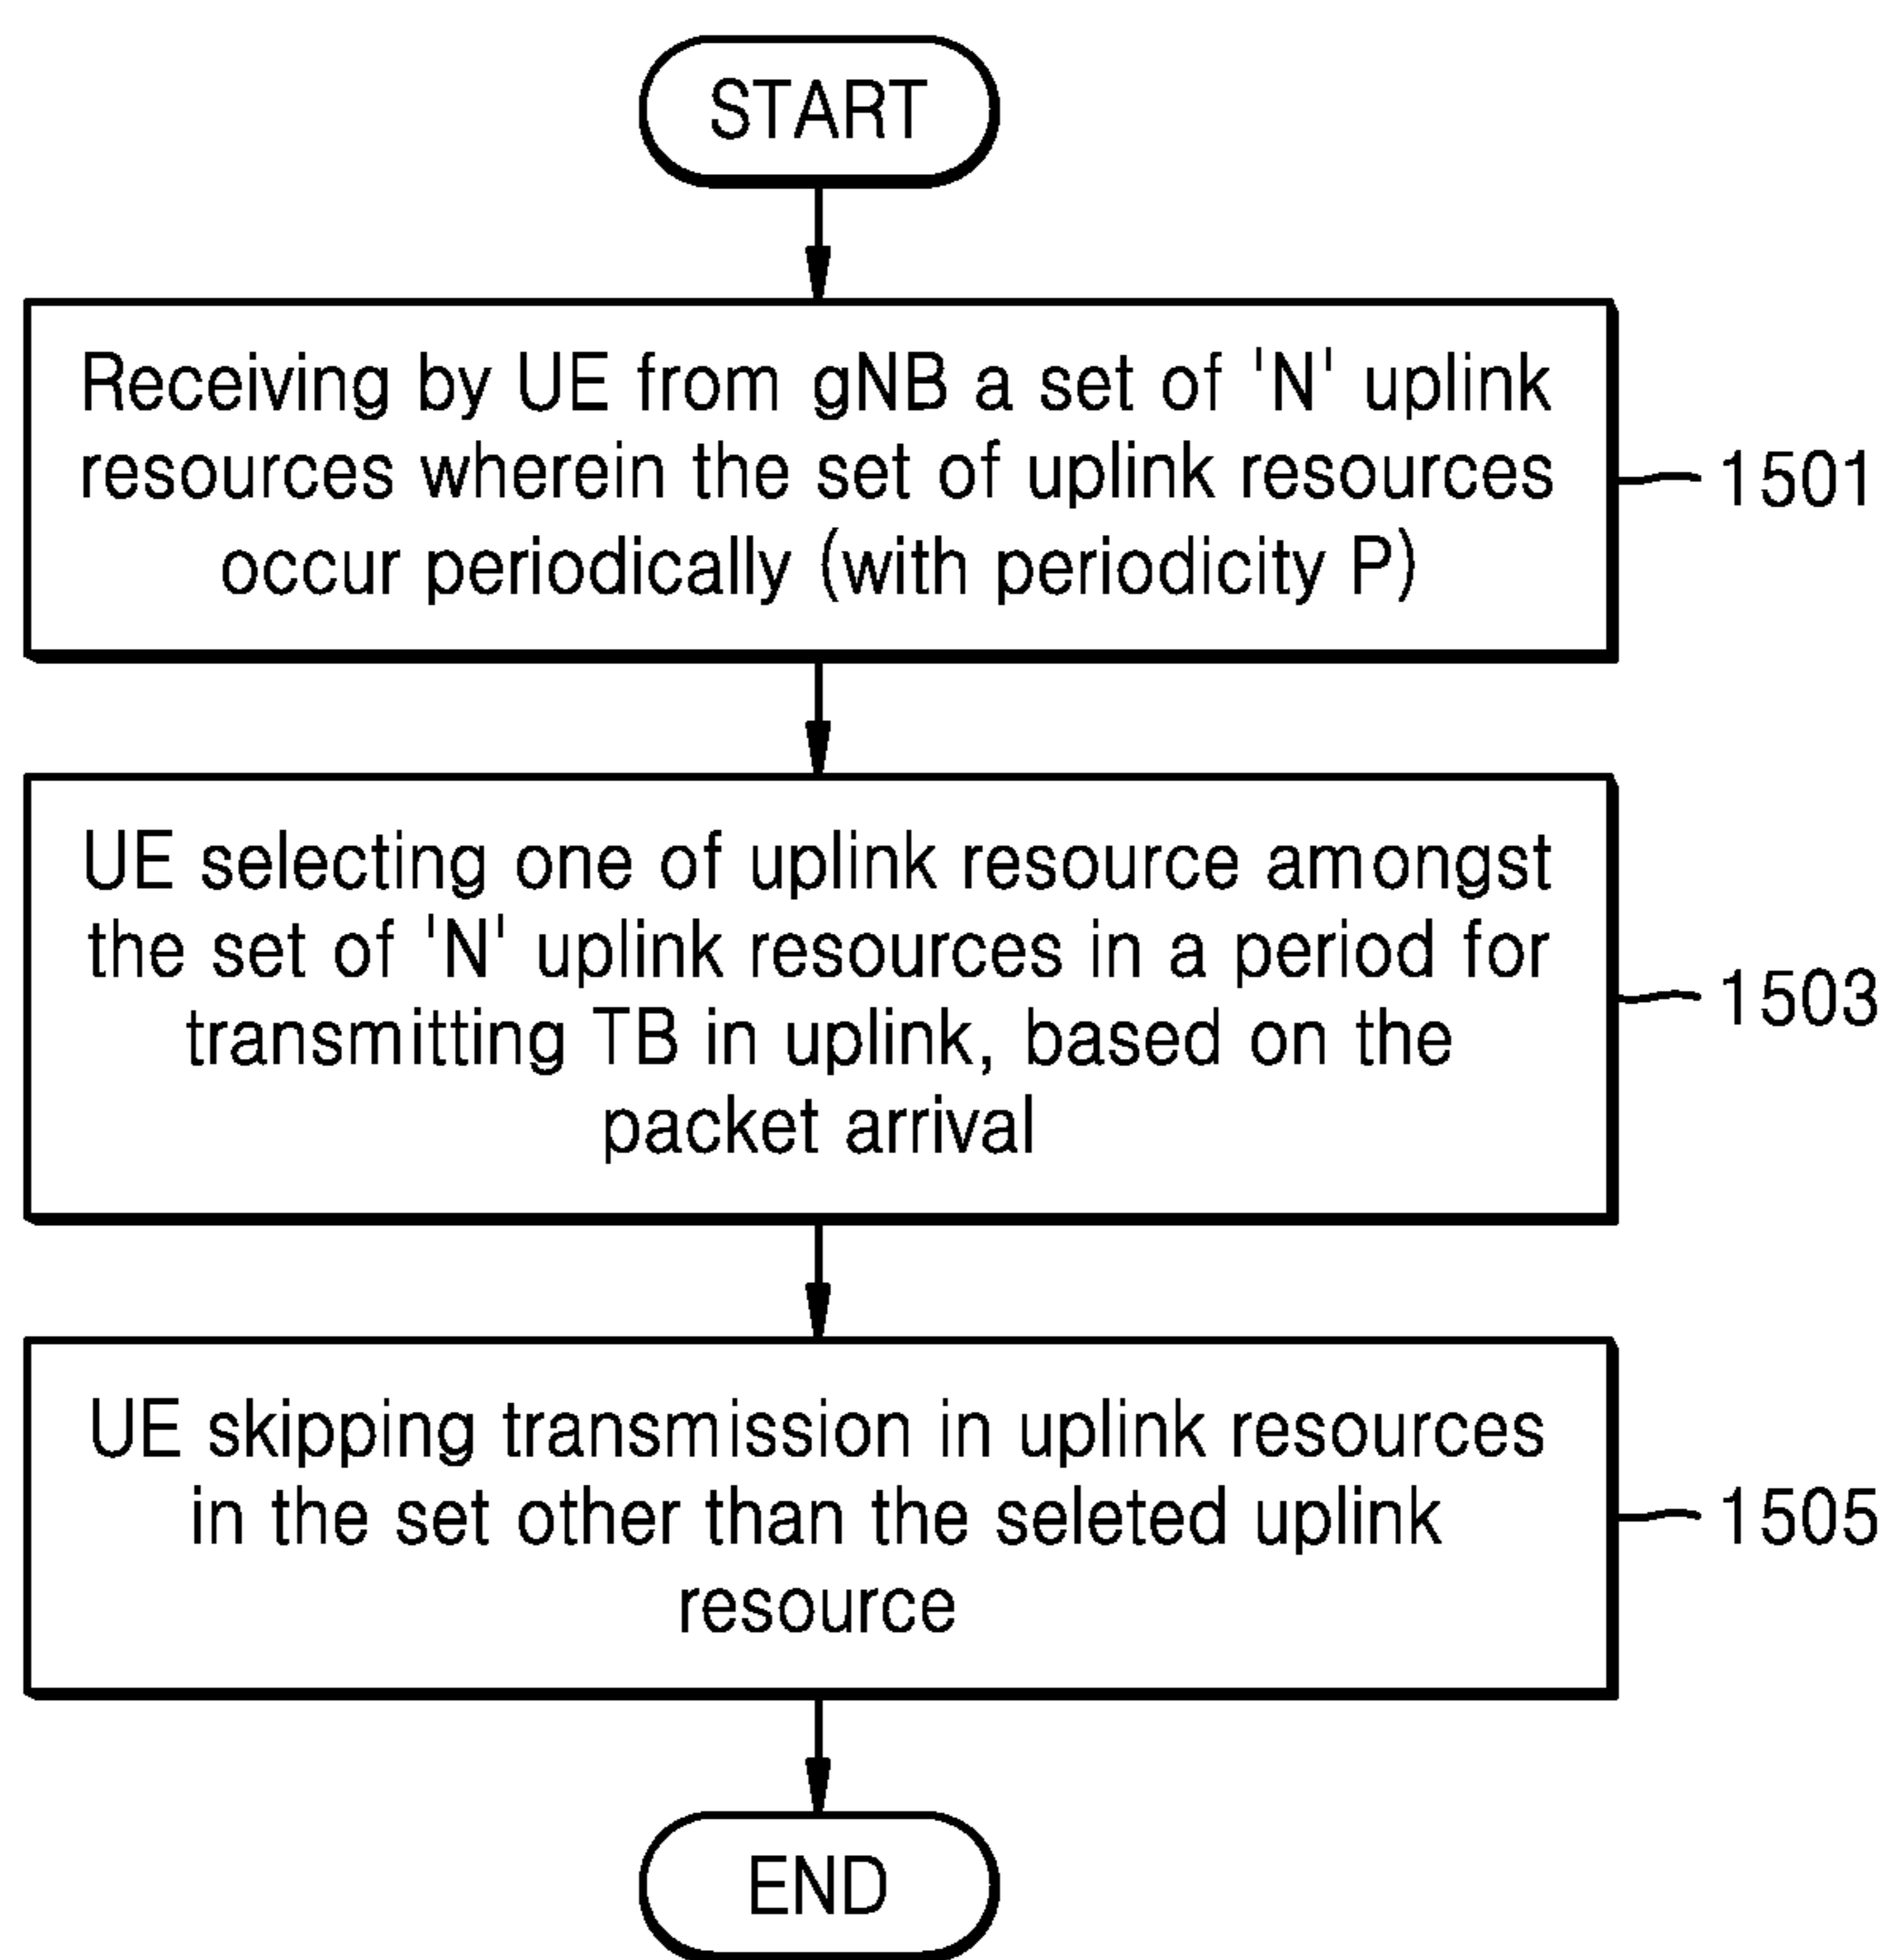 START
Receiving by UE from gNB a set of 'N' uplink
resources wherein the set of uplink resources
occur periodically (with periodicity P)
1501
UE selecting one of uplink resource amongst
the set of 'N' uplink resources in a period for
transmitting TB in uplink, based on the
packet arrival
1503
UE skipping transmission in uplink resources
in the set other than the seleted uplink
resource
1505
END